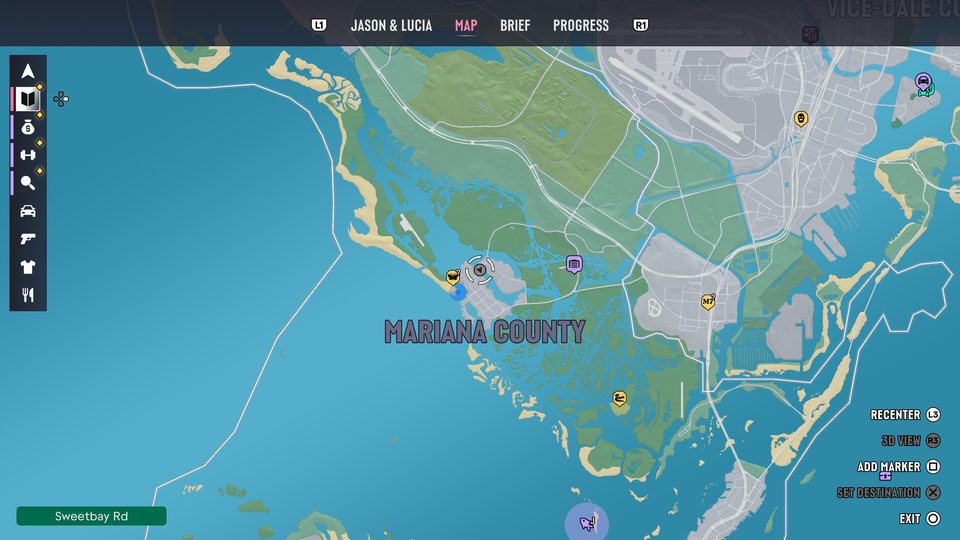 VICE-DALE CO
L1 JASON & LUCIA MAP BRIEF PROGRESS R1
M7
MARIANA COUNTY
RECENTER L3
3D VIEW R3
ADD MARKER
SET DESTINATION
EXIT
Sweetbay Rd